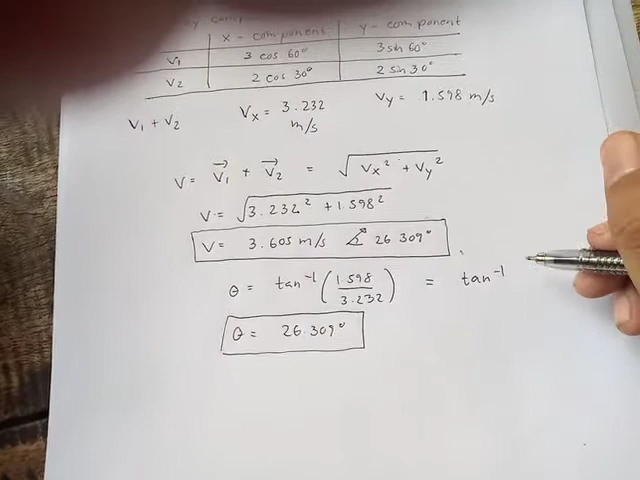 by comp
x - component y - component
V1 3 cos 60° 3 sin 60°
V2 2 cos 30° 2 sin 30°
V1 + V2 Vx = 3.232 m/s Vy = 1.598 m/s
V = V1 + V2 = √Vx² + Vy²
V = √3.232² + 1.598²
V = 3.605 m/s ∡ 26 309°
θ = tan⁻¹ (1.598/3.232) = tan⁻¹
θ = 26.309°